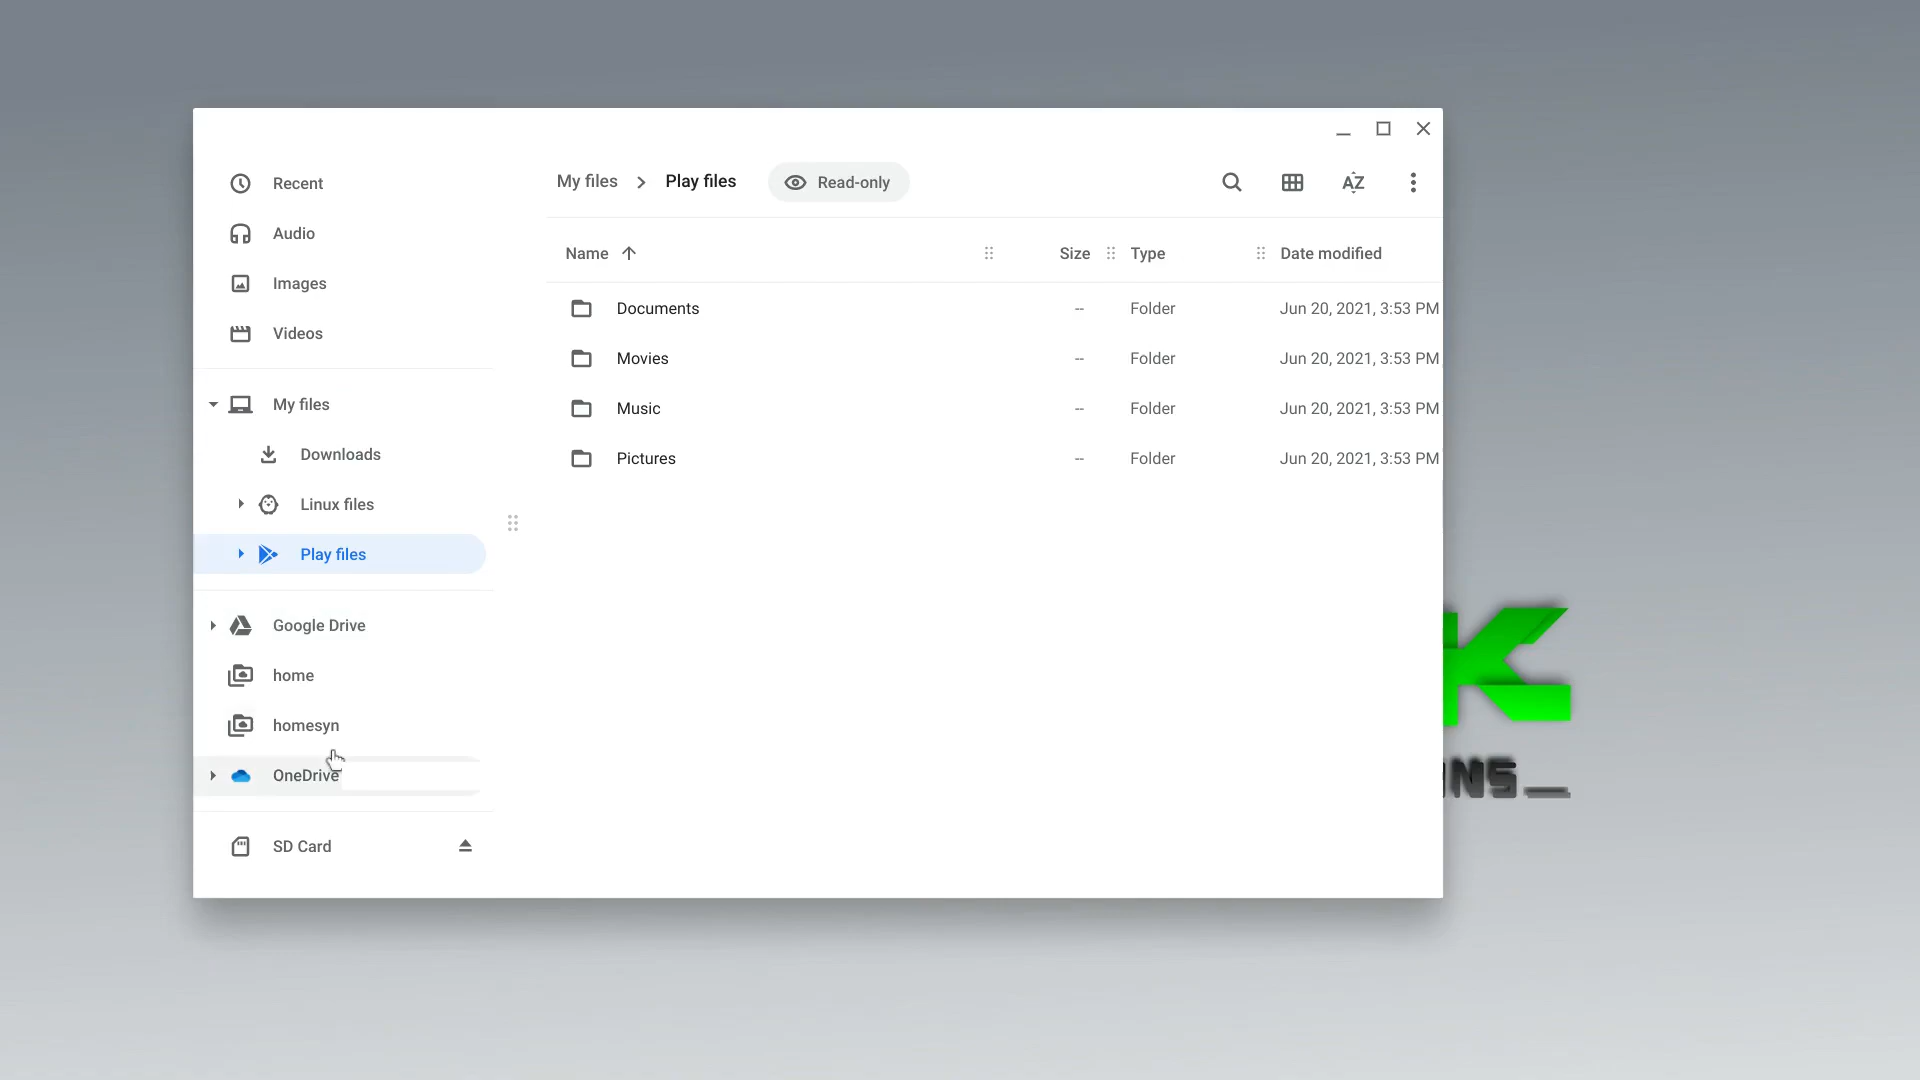 Recent
Audio
Images
Videos
My files
Downloads
Linux files
Play files
Google Drive
home
homesyn
OneDrive
SD Card
My files > Play files Read-only AZ
Name Size Type Date modified
Documents -- Folder Jun 20, 2021, 3:53 PM
Movies -- Folder Jun 20, 2021, 3:53 PM
Music -- Folder Jun 20, 2021, 3:53 PM
Pictures -- Folder Jun 20, 2021, 3:53 PM
K
NS_